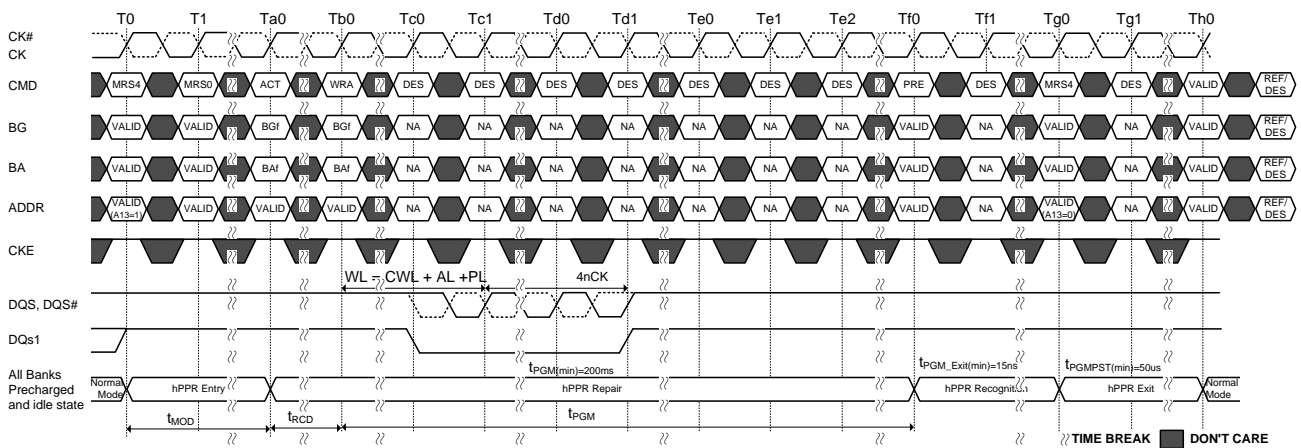 T0 T1 Ta0 Tb0 Tc0 Tc1 Td0 Td1 Te0 Te1 Te2 Tf0 Tf1 Tg0 Tg1 Th0
CK#
CK
CMD MRS4 MRS0 ACT WRA DES DES DES DES DES DES DES PRE DES MRS4 DES VALID REF/
DES
BG VALID VALID BGf BGf NA NA NA NA NA NA NA VALID NA VALID NA VALID REF/
DES
BA VALID VALID BAf BAf NA NA NA NA NA NA NA VALID NA VALID NA VALID REF/
DES
ADDR VALID
(A13=1) VALID VALID VALID NA NA NA NA NA NA NA VALID NA VALID
(A13=0) NA VALID REF/
DES
CKE
WL = CWL + AL +PL 4nCK
DQS, DQS#
DQs1
tPGM(min)=200ms tPGM_Exit(min)=15ns tPGMPST(min)=50us
All Banks
Precharged
and idle state
Normal
Mode hPPR Entry hPPR Repair hPPR Recognition hPPR Exit Normal
Mode
tMOD tRCD tPGM
TIME BREAK DON'T CARE